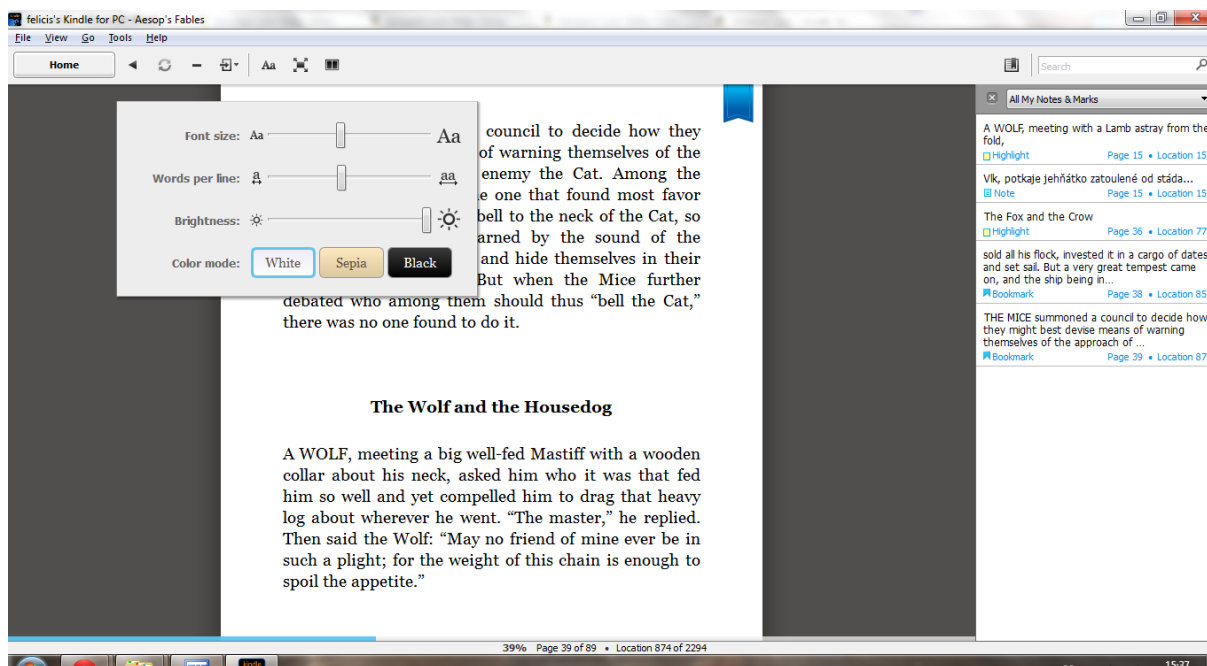 felicis's Kindle for PC - Aesop's Fables
File View Go Tools Help
Home
Aa
Search
Font size: Aa Aa
Words per line: a aa
Brightness:
Color mode: White Sepia Black
council to decide how they
of warning themselves of the
enemy the Cat. Among the
one that found most favor
bell to the neck of the Cat, so
by the sound of the
and hide themselves in their
But when the Mice further
debated who among them should thus “bell the Cat,”
there was no one found to do it.
The Wolf and the Housedog
A WOLF, meeting a big well-fed Mastiff with a wooden
collar about his neck, asked him who it was that fed
him so well and yet compelled him to drag that heavy
log about wherever he went. “The master,” he replied.
Then said the Wolf: “May no friend of mine ever be in
such a plight; for the weight of this chain is enough to
spoil the appetite.”
All My Notes & Marks
A WOLF, meeting with a Lamb astray from the
fold,
Highlight Page 15 • Location 15
Vlk, potkaje jehňátko zatoulené od stáda...
Note Page 15 • Location 15
The Fox and the Crow
Highlight Page 36 • Location 77
sold all his flock, invested it in a cargo of dates
and set sail. But a very great tempest came
on, and the ship being in...
Bookmark Page 38 • Location 85
THE MICE summoned a council to decide how
they might best devise means of warning
themselves of the approach of ...
Bookmark Page 39 • Location 87
39% Page 39 of 89 • Location 874 of 2294
kindle
15:27